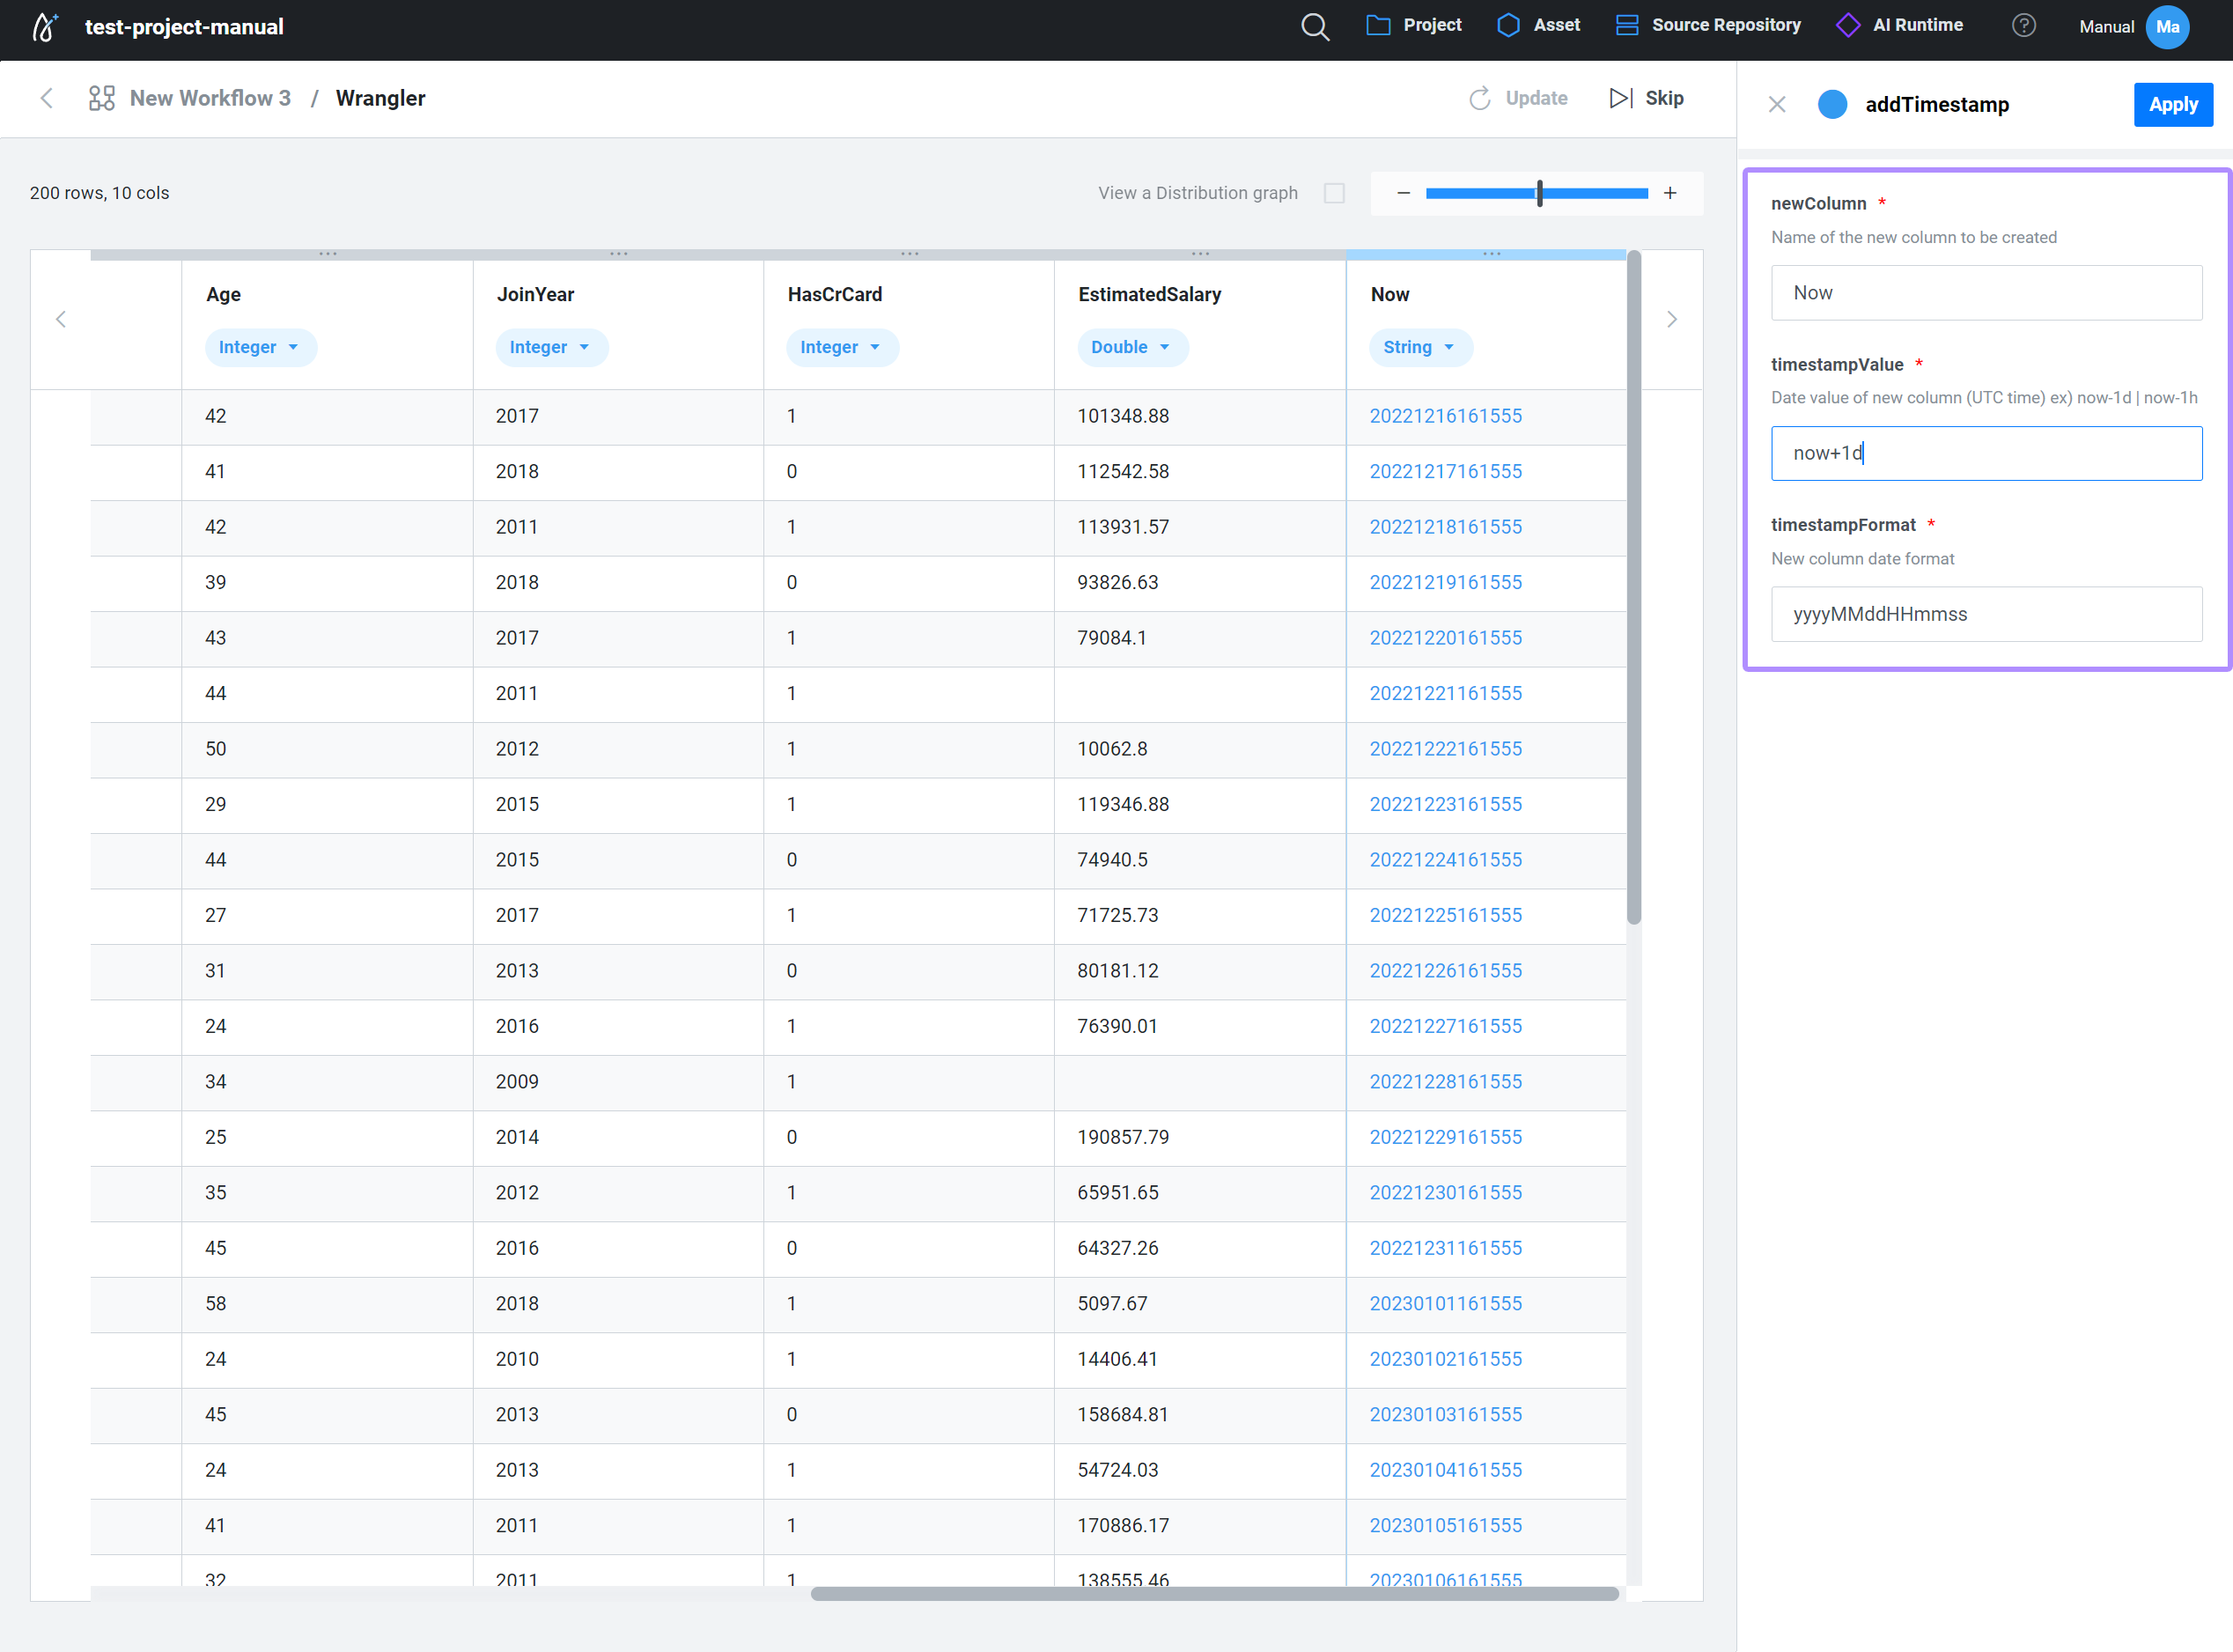 test-project-manual
Project
Asset
Source Repository
AI Runtime
?
Manual
Ma
New Workflow 3 / Wrangler
Update
Skip
200 rows, 10 cols
View a Distribution graph
Age JoinYear HasCrCard EstimatedSalary Now
Integer Integer Integer Double String
42 2017 1 101348.88 20221216161555
41 2018 0 112542.58 20221217161555
42 2011 1 113931.57 20221218161555
39 2018 0 93826.63 20221219161555
43 2017 1 79084.1 20221220161555
44 2011 1 20221221161555
50 2012 1 10062.8 20221222161555
29 2015 1 119346.88 20221223161555
44 2015 0 74940.5 20221224161555
27 2017 1 71725.73 20221225161555
31 2013 0 80181.12 20221226161555
24 2016 1 76390.01 20221227161555
34 2009 1 20221228161555
25 2014 0 190857.79 20221229161555
35 2012 1 65951.65 20221230161555
45 2016 0 64327.26 20221231161555
58 2018 1 5097.67 20230101161555
24 2010 1 14406.41 20230102161555
45 2013 0 158684.81 20230103161555
24 2013 1 54724.03 20230104161555
41 2011 1 170886.17 20230105161555
32 2011 1 138555.46 20230106161555
addTimestamp
Apply
newColumn *
Name of the new column to be created
Now
timestampValue *
Date value of new column (UTC time) ex) now-1d | now-1h
now+1d
timestampFormat *
New column date format
yyyyMMddHHmmss